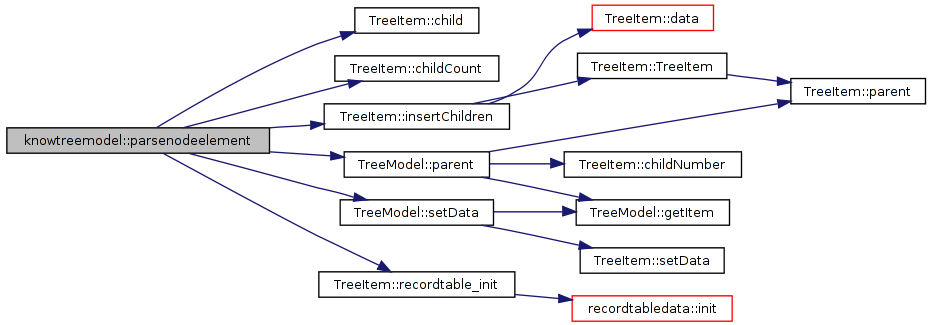 TreeItem::child
TreeItem::data
TreeItem::childCount
TreeItem::TreeItem
TreeItem::parent
TreeItem::insertChildren
knowtreemodel::parsenodeelement
TreeModel::parent
TreeItem::childNumber
TreeModel::setData
TreeModel::getItem
TreeItem::setData
TreeItem::recordtable_init
recordtabledata::init